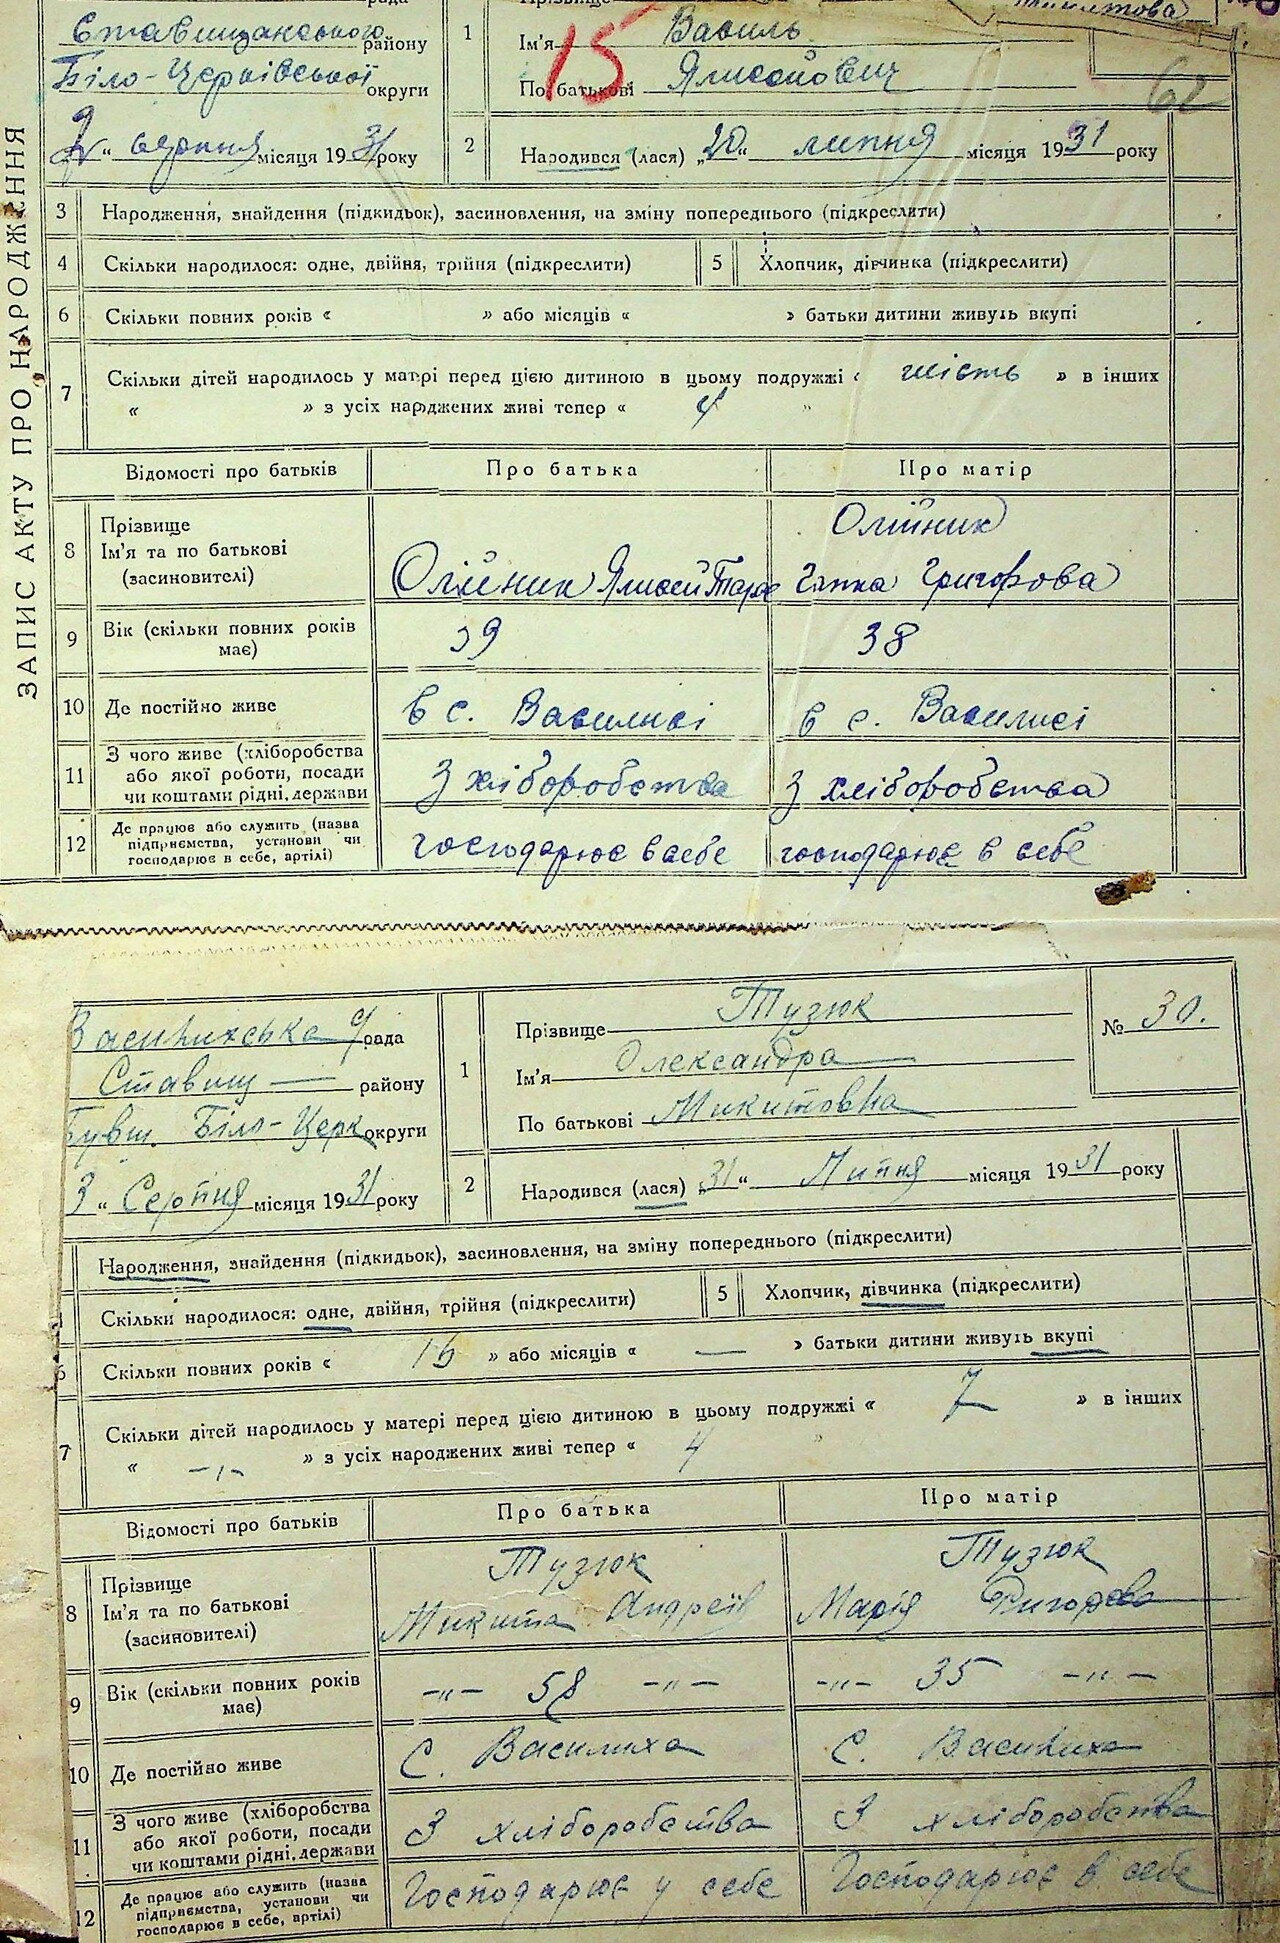 ЗАПИС АКТУ ПРО НАРОДЖЕННЯ
рада
Ставищанського району
Біло-Церківської округи
2 " серпня місяця 1931 року
1 Прізвище
Ім'я Василь
15
По батькові Ялисейович
62
2 Народився (лася) „20" липня місяця 1931 року
3 Народження, знайдення (підкидьок), засиновлення, на зміну попереднього (підкреслити)
4 Скільки народилося: одне, двійня, трійня (підкреслити) 5 Хлопчик, дівчинка (підкреслити)
6 Скільки повних років « » або місяців « » батьки дитини живуть вкупі
7 Скільки дітей народилось у матері перед цією дитиною в цьому подружжі « шість » в інших
« » з усіх народжених живі тепер « 4 "
Відомості про батьків Про батька Про матір
8 Прізвище
Ім'я та по батькові
(засиновителі)
Олійник Ялисей Тарас
Олійник
Гапка Григорова
9 Вік (скільки повних років має) 39 38
10 Де постійно живе в с. Василисі в с. Василисі
11 З чого живе (хліборобства
або якої роботи, посади
чи коштами рідні, держави
З хліборобства З хліборобства
12 Де працює або служить (назва
підприємства, установи чи
господарює в себе, артілі)
господарює в себе господарює в себе
Василихська с/рада
Ставищ— району
Бувш. Біло-Церк округи
3 " Серпня місяця 1931 року
1 Прізвище Тузюк
№ 30.
Ім'я Олександра
По батькові Микитовна
2 Народився (лася) „31" Липня місяця 1931 року
Народження, знайдення (підкидьок), засиновлення, на зміну попереднього (підкреслити)
Скільки народилося: одне, двійня, трійня (підкреслити) 5 Хлопчик, дівчинка (підкреслити)
6 Скільки повних років « 16 » або місяців « — » батьки дитини живуть вкупі
7 Скільки дітей народилось у матері перед цією дитиною в цьому подружжі « 7 » в інших
« –,,– » з усіх народжених живі тепер « 4 "
Відомості про батьків Про батька Про матір
8 Прізвище
Ім'я та по батькові
(засиновителі)
Тузюк
Микита Андреїв
Тузюк
Марія
9 Вік (скільки повних років має) –"– 58 –"– –"– 35 –"–
10 Де постійно живе С. Василиха С. Василиха
11 З чого живе (хліборобства
або якої роботи, посади
чи коштами рідні, держави
З хліборобства З хліборобства
12 Де працює або служить (назва
підприємства, установи чи
господарює в себе, артілі)
Господарює у себе Господарює в себе